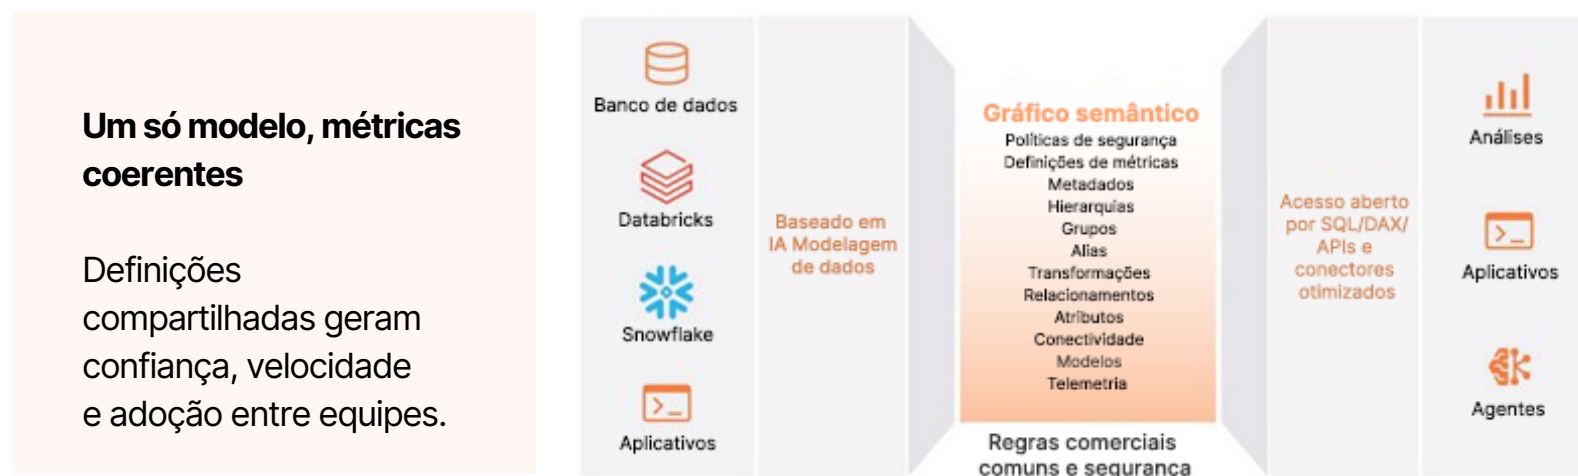 Um só modelo, métricas
coerentes
Definições
compartilhadas geram
confiança, velocidade
e adoção entre equipes.
Banco de dados
Databricks
Snowflake
Aplicativos
Baseado em
IA Modelagem
de dados
Gráfico semântico
Políticas de segurança
Definições de métricas
Metadados
Hierarquias
Grupos
Alias
Transformações
Relacionamentos
Atributos
Conectividade
Modelos
Telemetria
Regras comerciais
comuns e segurança
Acesso aberto
por SQL/DAX/
APIs e
conectores
otimizados
Análises
Aplicativos
Agentes